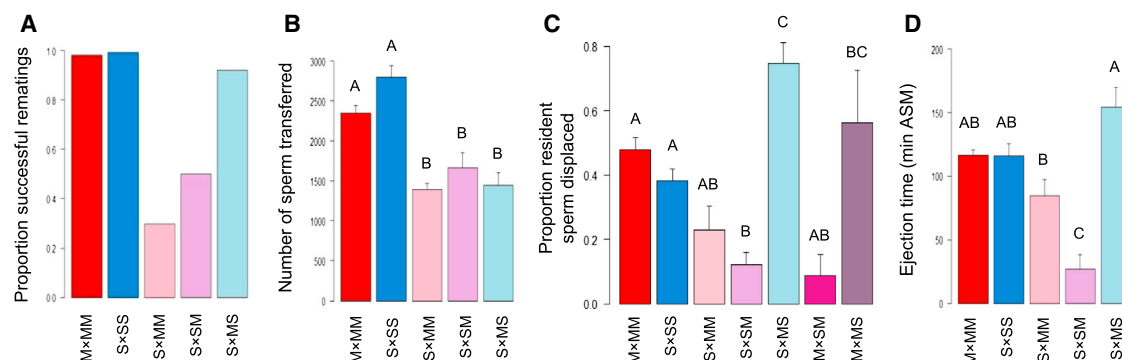 A
Proportion successful rematings
1.0
0.8
0.6
0.4
0.2
0.0
M×MM
S×SS
S×MM
S×SM
S×MS
B
Number of sperm transferred
3000
2500
2000
1500
1000
500
0
A
A
B
B
B
M×MM
S×SS
S×MM
S×SM
S×MS
C
Proportion resident
sperm displaced
0.8
0.6
0.4
0.2
0.0
A
A
AB
B
C
AB
BC
M×MM
S×SS
S×MM
S×SM
S×MS
M×SM
M×MS
D
Ejection time (min ASM)
200
150
100
50
0
AB
AB
B
C
A
M×MM
S×SS
S×MM
S×SM
S×MS